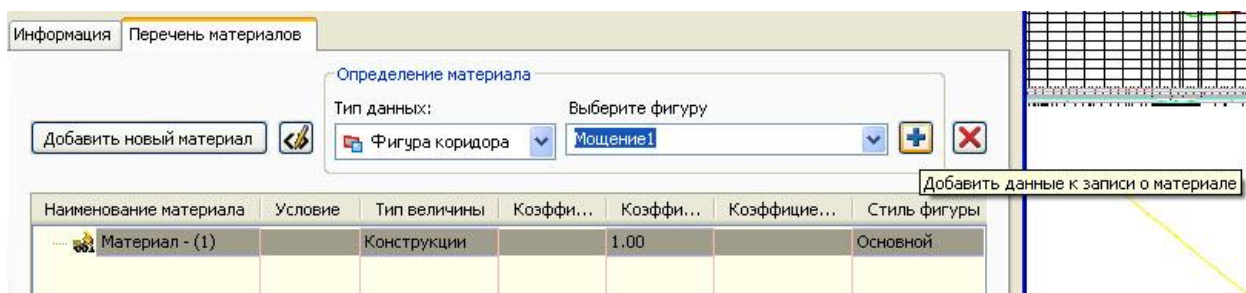 Информация Перечень материалов
Определение материала
Тип данных: Выберите фигуру
Добавить новый материал Фигура коридора Мощение1
Добавить данные к записи о материале
Наименование материала Условие Тип величины Коэффи... Коэффи... Коэффицие... Стиль фигуры
Материал - (1) Конструкции 1.00 Основной